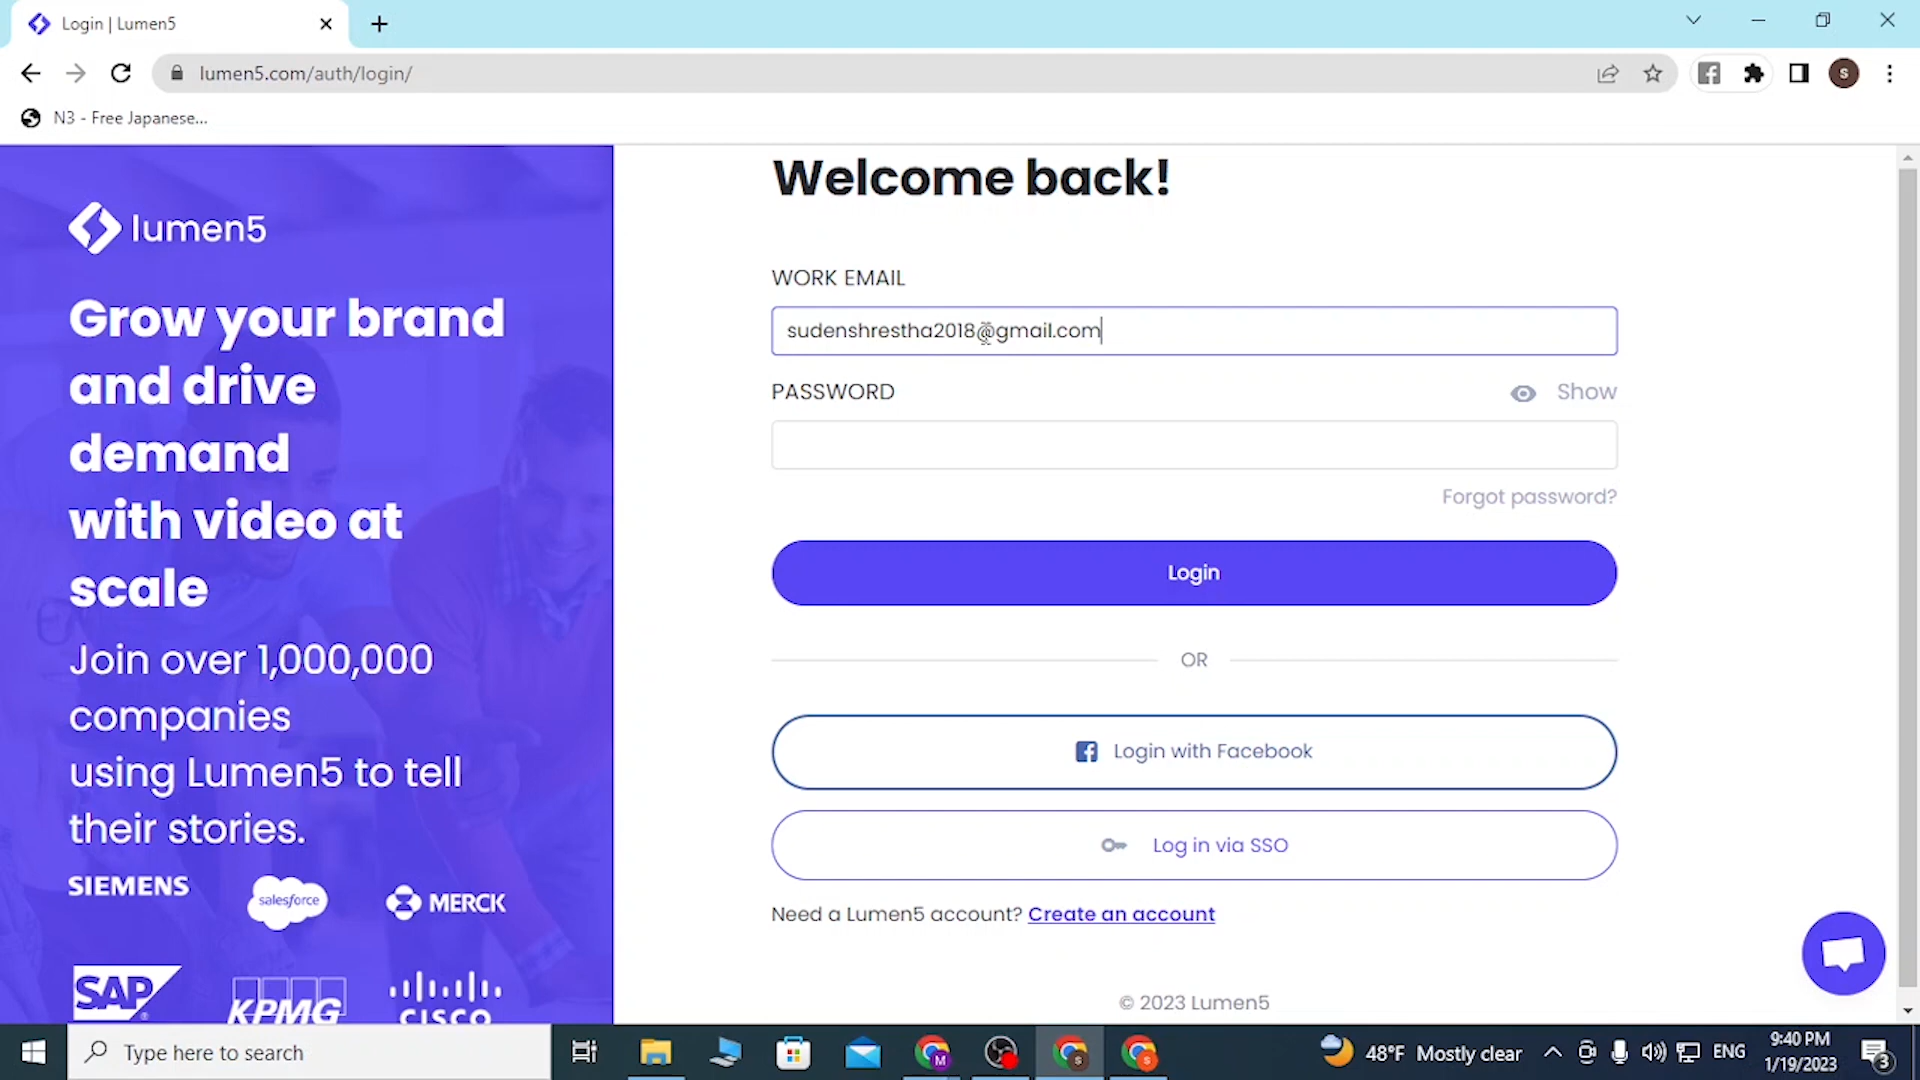 Login | Lumen5
lumen5.com/auth/login/
S
N3 - Free Japanese...
lumen5
Grow your brand
and drive
demand
with video at
scale
Join over 1,000,000
companies
using Lumen5 to tell
their stories.
SIEMENS
salesforce
MERCK
SAP
KPMG
CISCO
Welcome back!
WORK EMAIL
sudenshrestha2018@gmail.com
PASSWORD
Show
Forgot password?
Login
OR
Login with Facebook
Log in via SSO
Need a Lumen5 account? Create an account
© 2023 Lumen5
Type here to search
M
S
S
48°F Mostly clear
ENG
9:40 PM
1/19/2023
3